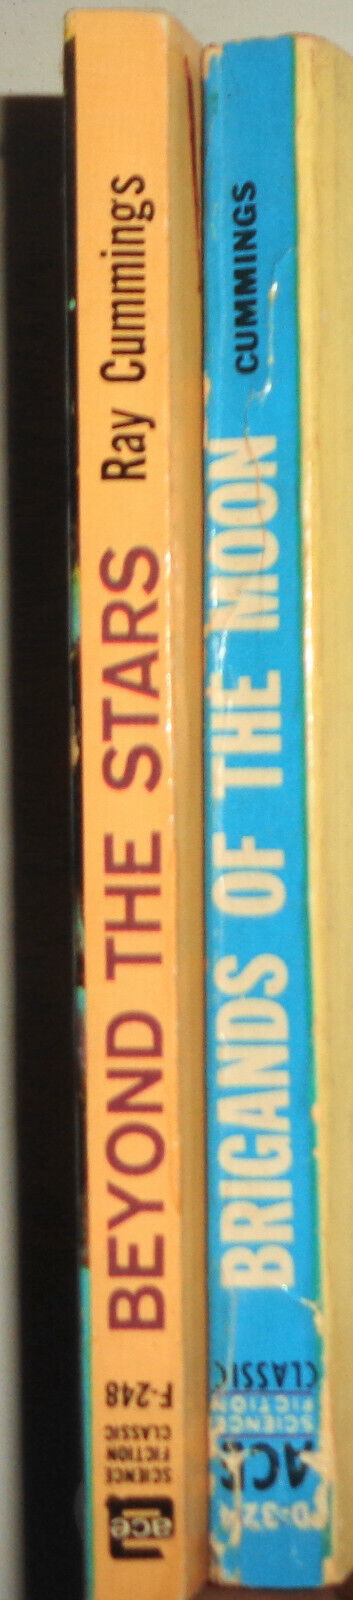 Ray Cummings
BEYOND THE STARS
F-248
SCIENCE
FICTION
CLASSIC
ace
CUMMINGS
BRIGANDS OF THE MOON
CLASSIC
SCIENCE
FICTION
ACE